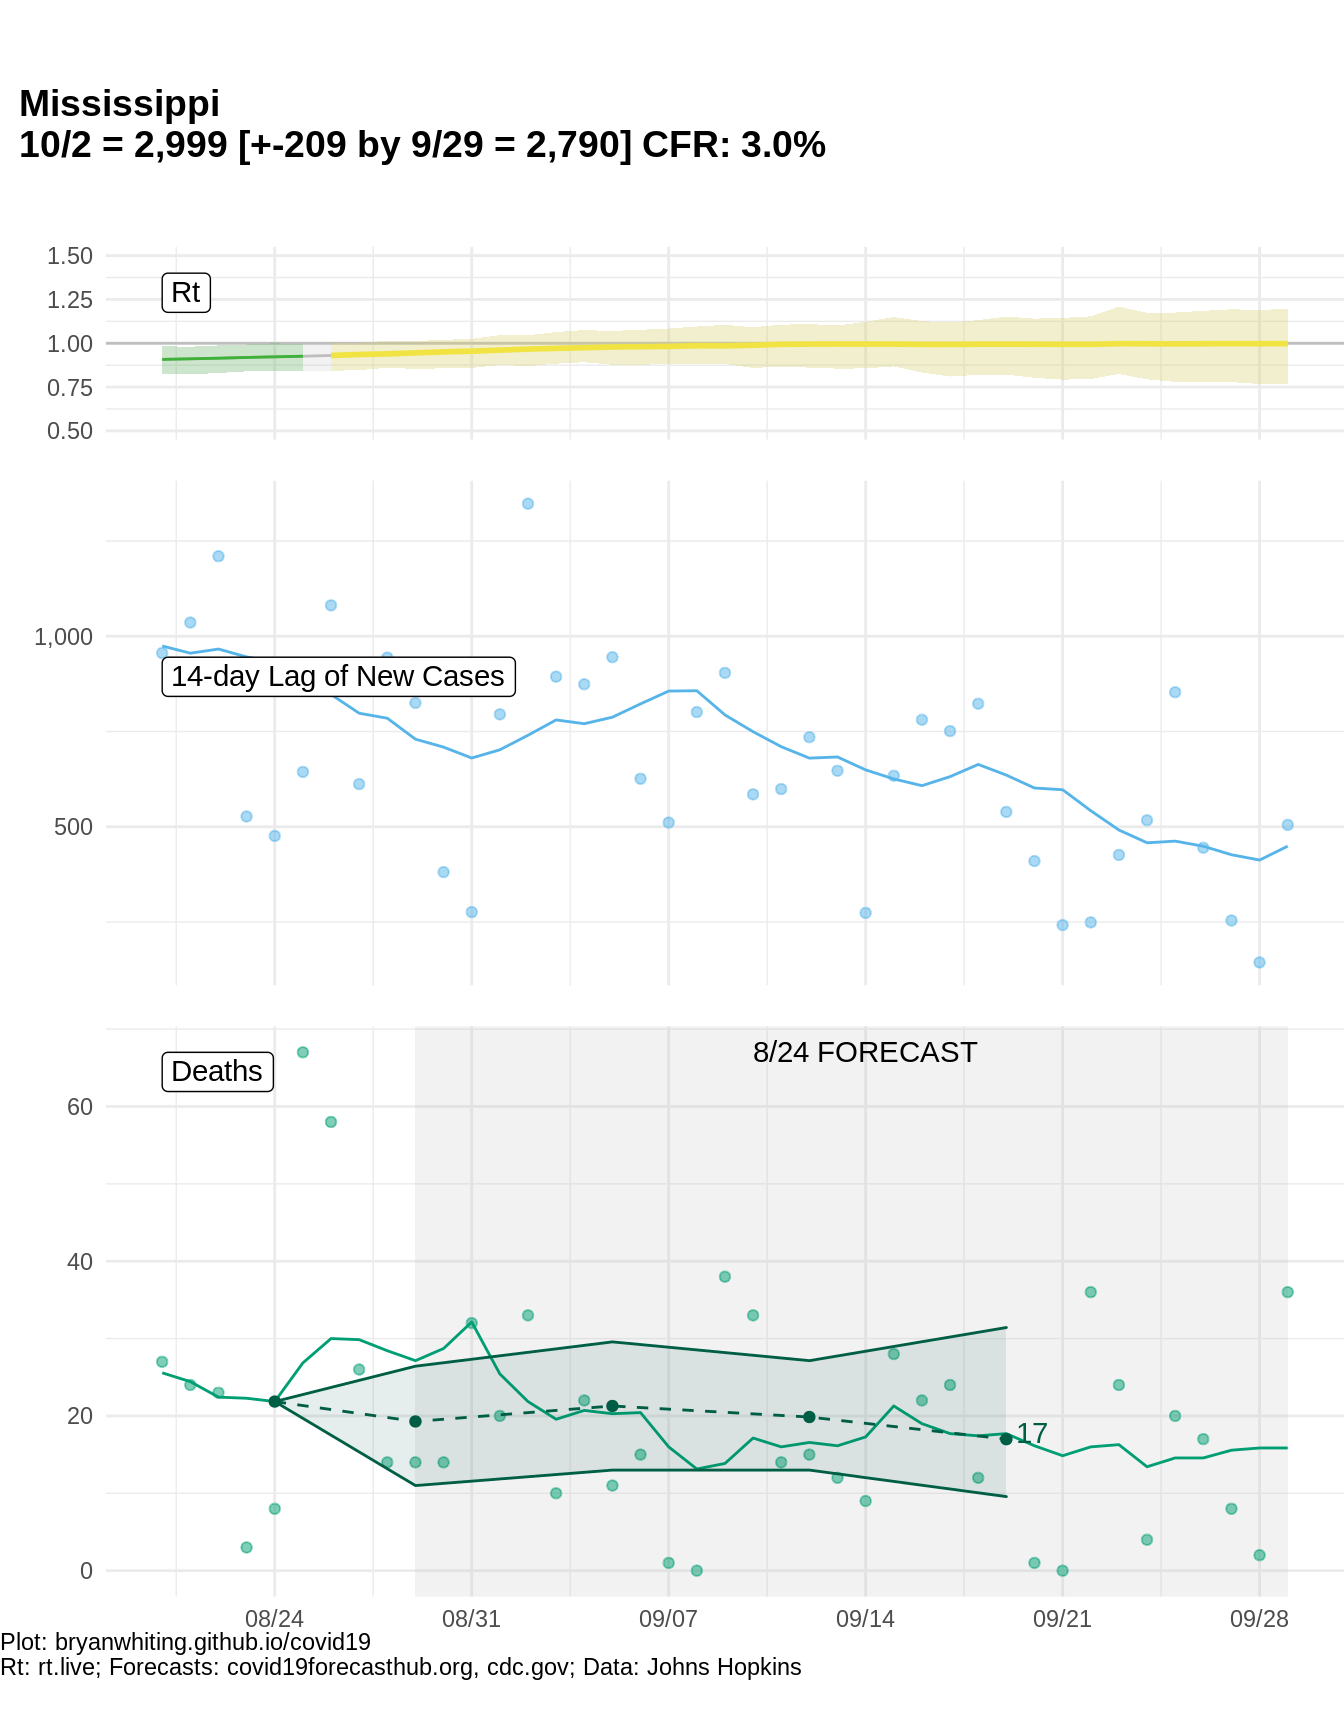 Mississippi
10/2 = 2,999 [+-209 by 9/29 = 2,790] CFR: 3.0%
1.50
1.25
1.00
0.75
0.50
Rt
1,000
500
14-day Lag of New Cases
8/24 FORECAST
Deaths
60
40
20
0
17
08/24 08/31 09/07 09/14 09/21 09/28
Plot: bryanwhiting.github.io/covid19
Rt: rt.live; Forecasts: covid19forecasthub.org, cdc.gov; Data: Johns Hopkins